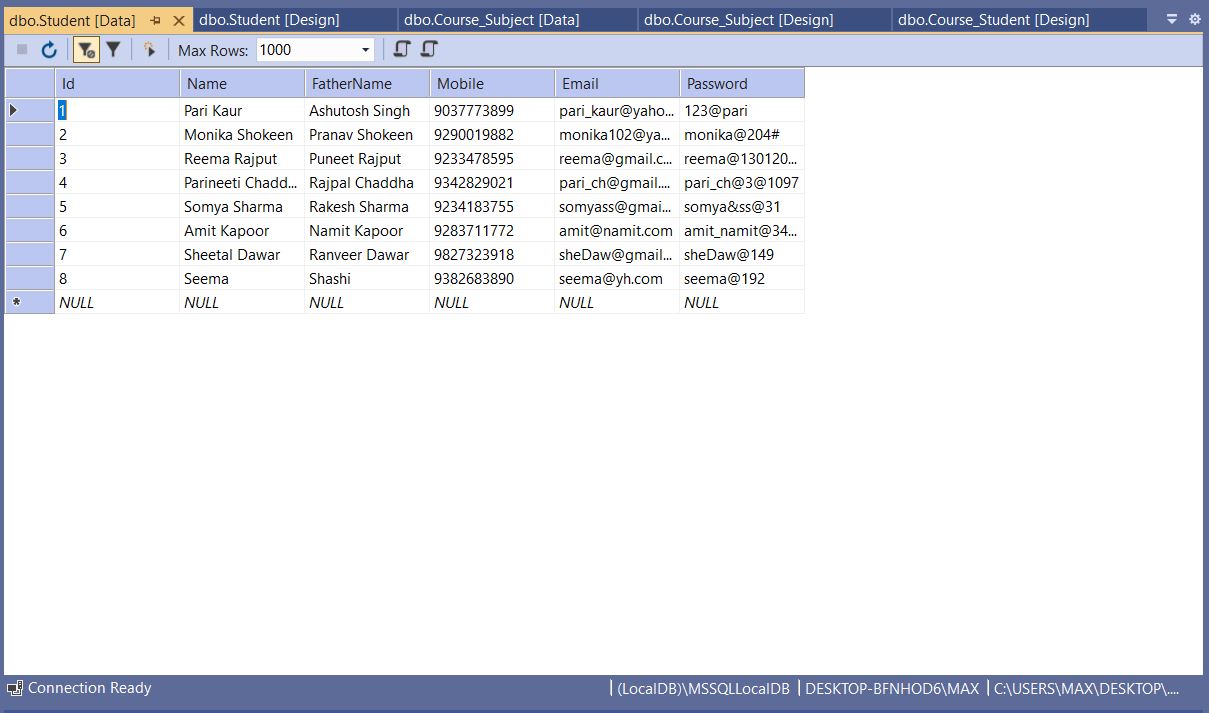 dbo.Student [Data] dbo.Student [Design] dbo.Course_Subject [Data] dbo.Course_Subject [Design] dbo.Course_Student [Design]
Max Rows: 1000
Id Name FatherName Mobile Email Password
1 Pari Kaur Ashutosh Singh 9037773899 pari_kaur@yaho... 123@pari
2 Monika Shokeen Pranav Shokeen 9290019882 monika102@ya... monika@204#
3 Reema Rajput Puneet Rajput 9233478595 reema@gmail.c... reema@130120...
4 Parineeti Chadd... Rajpal Chaddha 9342829021 pari_ch@gmail.... pari_ch@3@1097
5 Somya Sharma Rakesh Sharma 9234183755 somyass@gmai... somya&ss@31
6 Amit Kapoor Namit Kapoor 9283711772 amit@namit.com amit_namit@34...
7 Sheetal Dawar Ranveer Dawar 9827323918 sheDaw@gmail... sheDaw@149
8 Seema Shashi 9382683890 seema@yh.com seema@192
* NULL NULL NULL NULL NULL NULL
Connection Ready | (LocalDB)\MSSQLLocalDB | DESKTOP-BFNHOD6\MAX | C:\USERS\MAX\DESKTOP\....